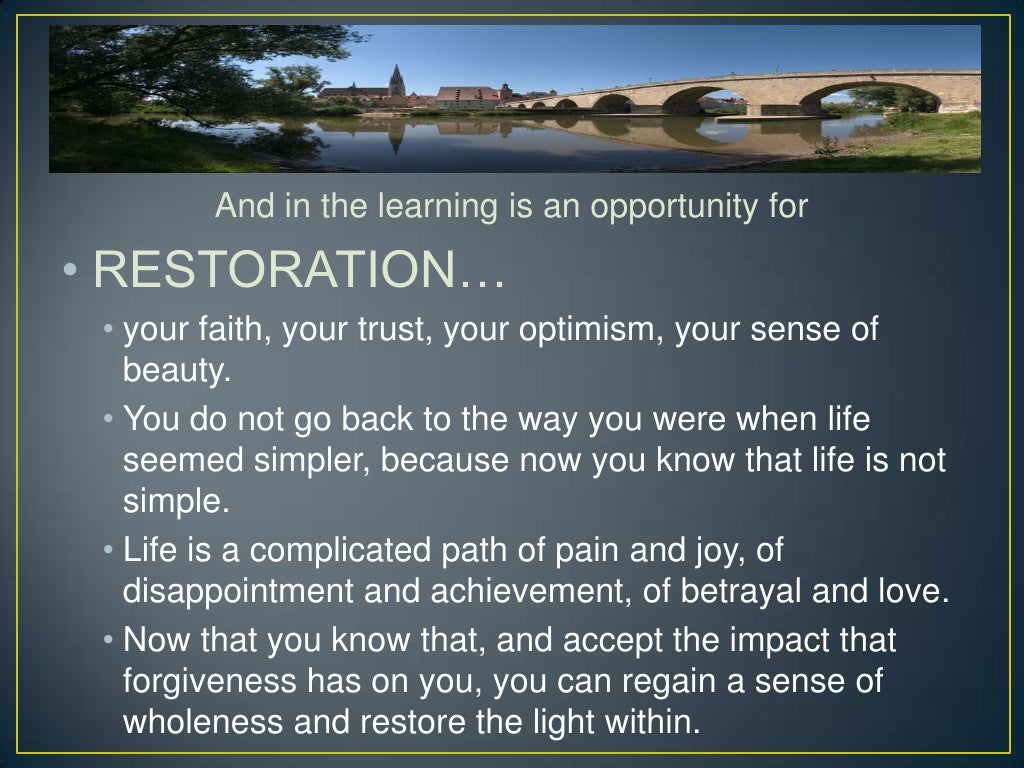 And in the learning is an opportunity for
• RESTORATION…
• your faith, your trust, your optimism, your sense of
beauty.
• You do not go back to the way you were when life
seemed simpler, because now you know that life is not
simple.
• Life is a complicated path of pain and joy, of
disappointment and achievement, of betrayal and love.
• Now that you know that, and accept the impact that
forgiveness has on you, you can regain a sense of
wholeness and restore the light within.